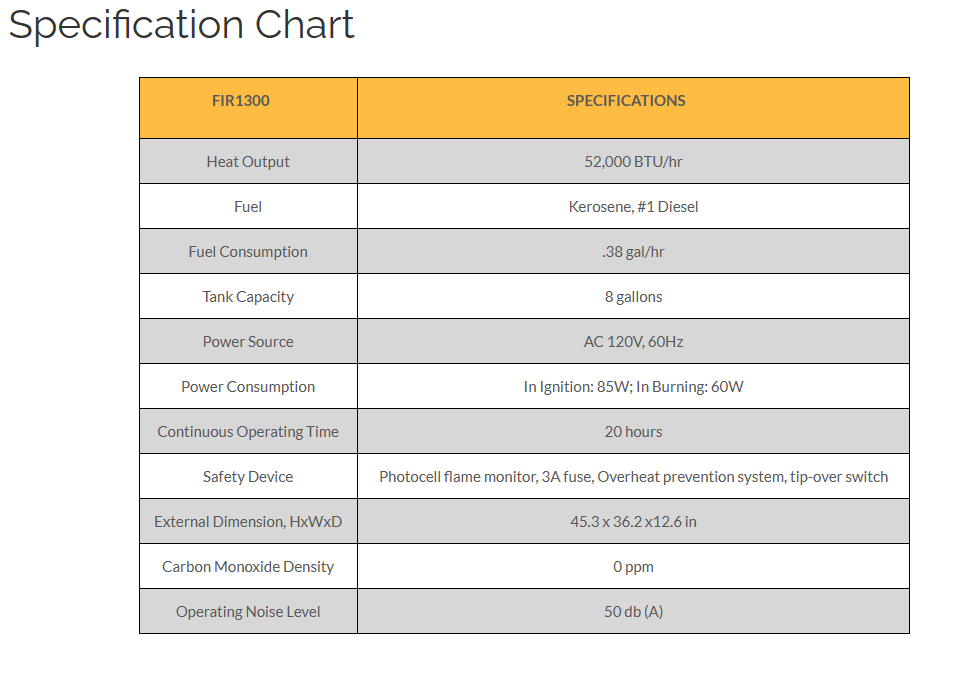 Specification Chart
FIR1300 SPECIFICATIONS
Heat Output 52,000 BTU/hr
Fuel Kerosene, #1 Diesel
Fuel Consumption .38 gal/hr
Tank Capacity 8 gallons
Power Source AC 120V, 60Hz
Power Consumption In Ignition: 85W; In Burning: 60W
Continuous Operating Time 20 hours
Safety Device Photocell flame monitor, 3A fuse, Overheat prevention system, tip-over switch
External Dimension, HxWxD 45.3 x 36.2 x12.6 in
Carbon Monoxide Density 0 ppm
Operating Noise Level 50 db (A)